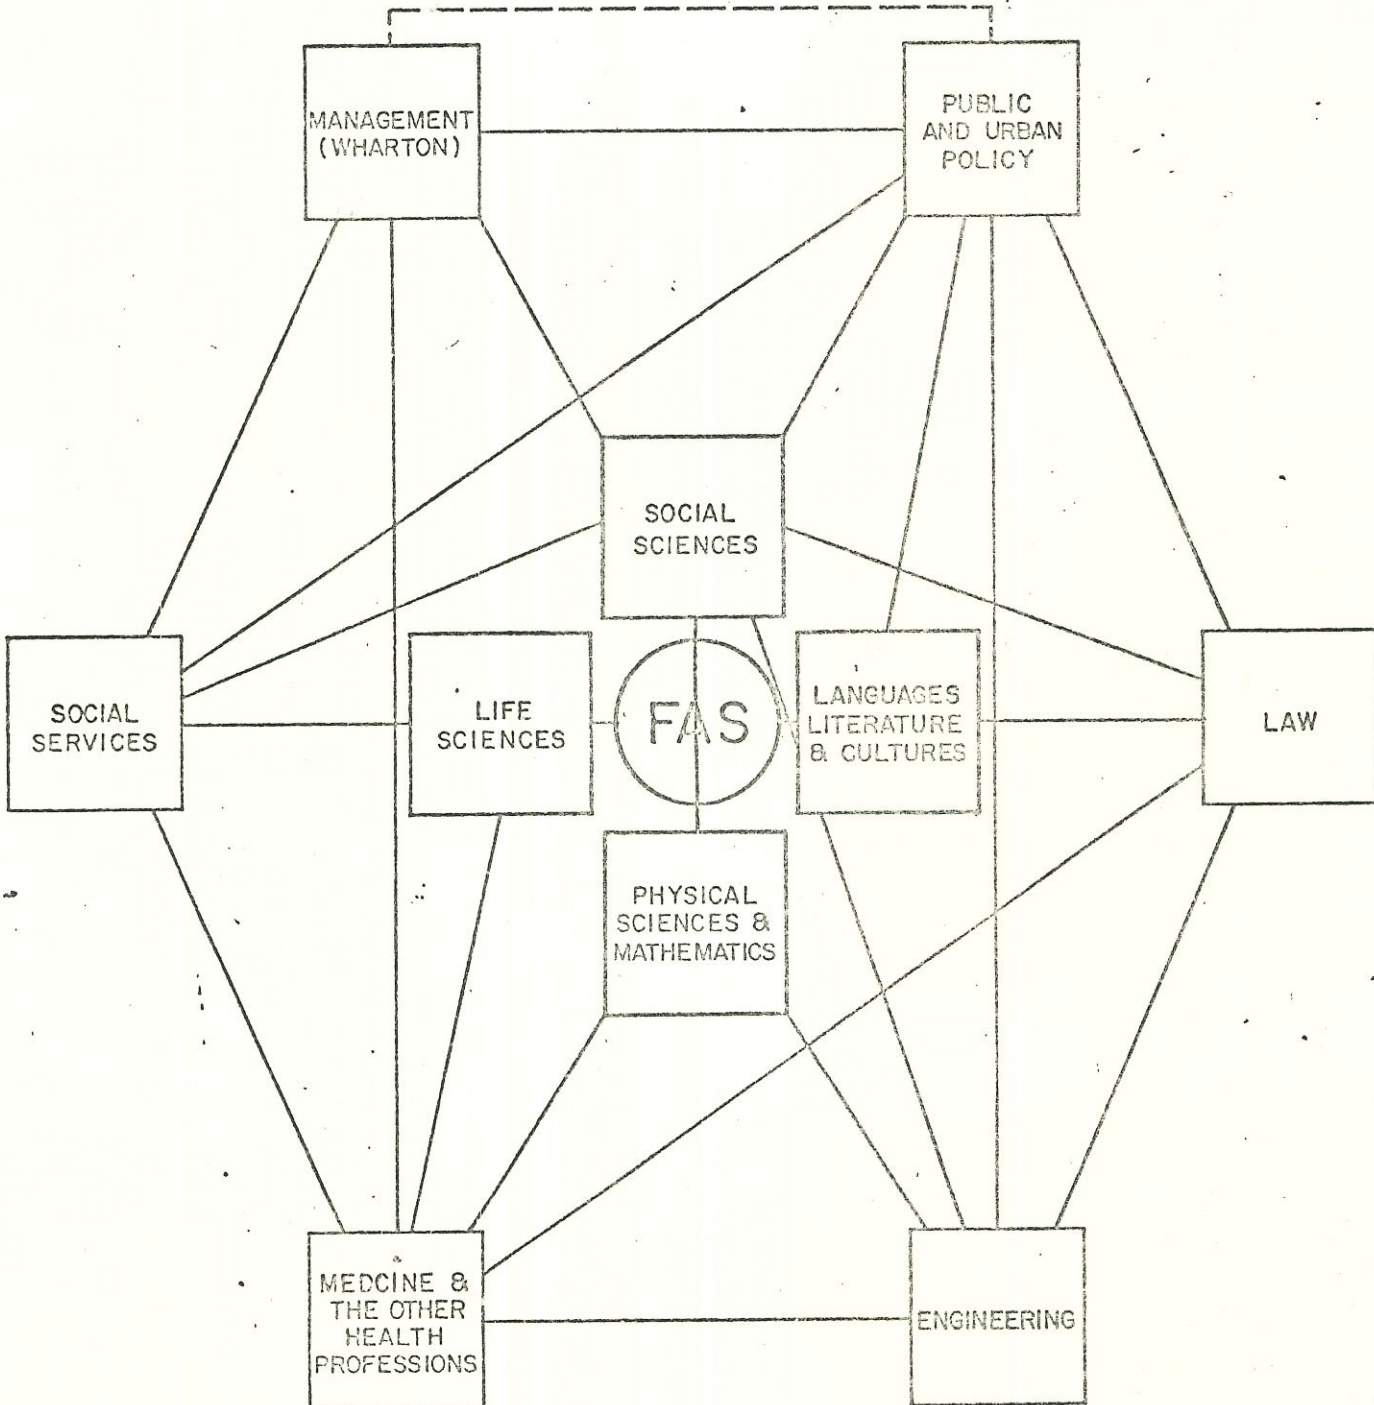 MANAGEMENT
(WHARTON)
PUBLIC
AND URBAN
POLICY
SOCIAL
SCIENCES
SOCIAL
SERVICES
LIFE
SCIENCES
FAS
LANGUAGES
LITERATURE
& CULTURES
LAW
PHYSICAL
SCIENCES &
MATHEMATICS
MEDCINE &
THE OTHER
HEALTH
PROFESSIONS
ENGINEERING